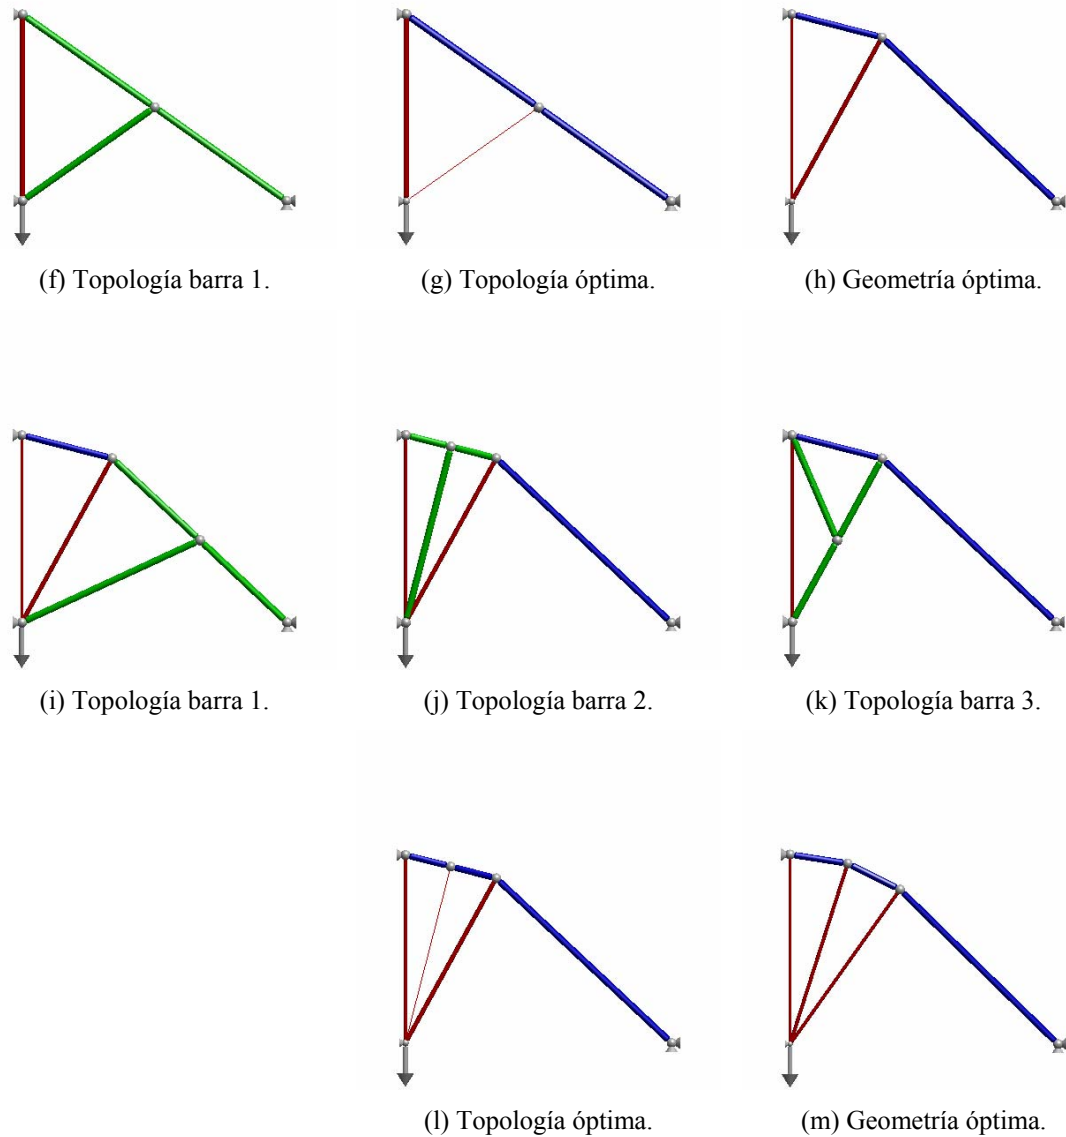 (f) Topología barra 1.
(g) Topología óptima.
(h) Geometría óptima.
(i) Topología barra 1.
(j) Topología barra 2.
(k) Topología barra 3.
(l) Topología óptima.
(m) Geometría óptima.